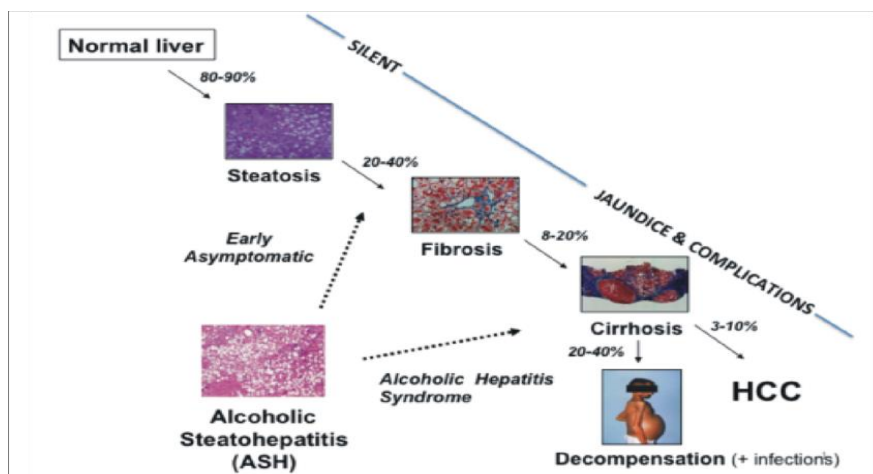 Normal liver
SILENT
80-90%
Steatosis
20-40%
JAUNDICE & COMPLICATIONS
Early
Asymptomatic
Fibrosis
8-20%
Cirrhosis
3-10%
20-40%
HCC
Alcoholic Hepatitis
Syndrome
Alcoholic
Steatohepatitis
(ASH)
Decompensation (+ infections)